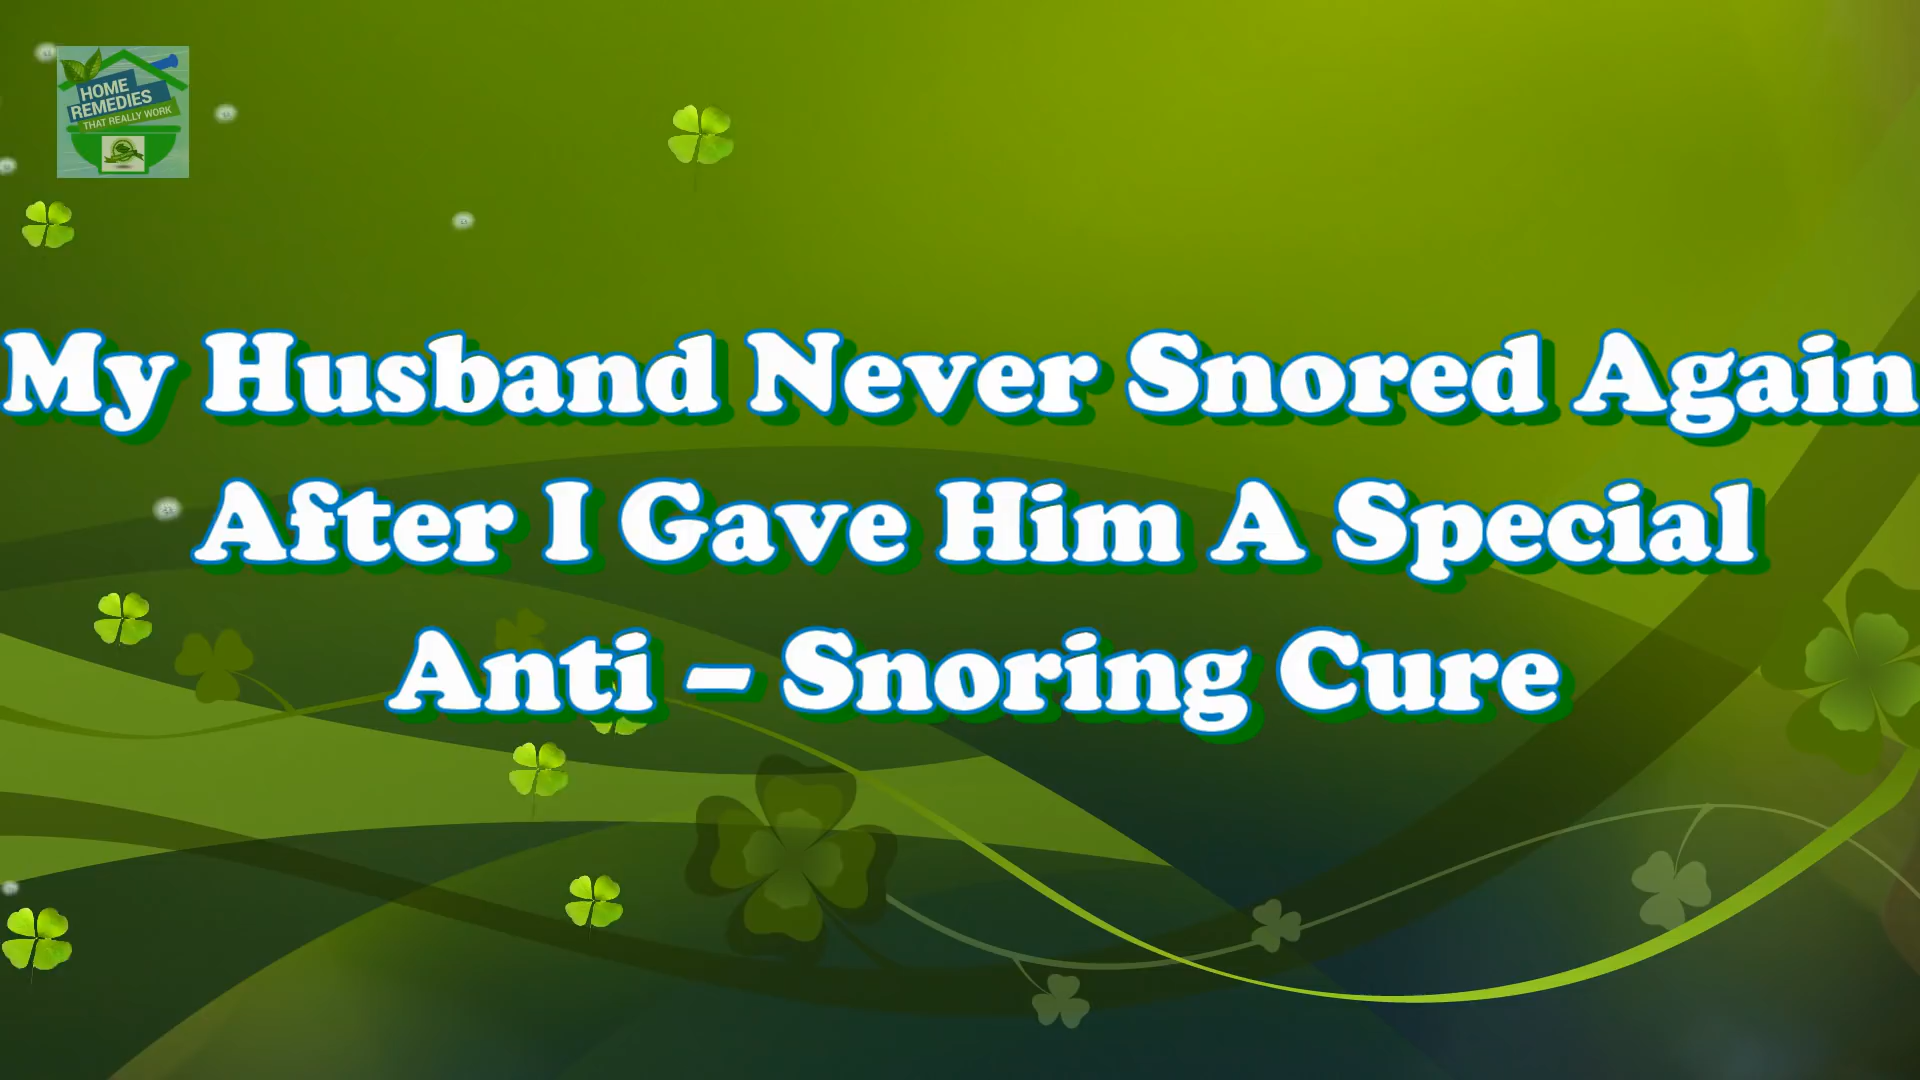 HOME
REMEDIES
THAT REALLY WORK
My Husband Never Snored Again
After I Gave Him A Special
Anti – Snoring Cure